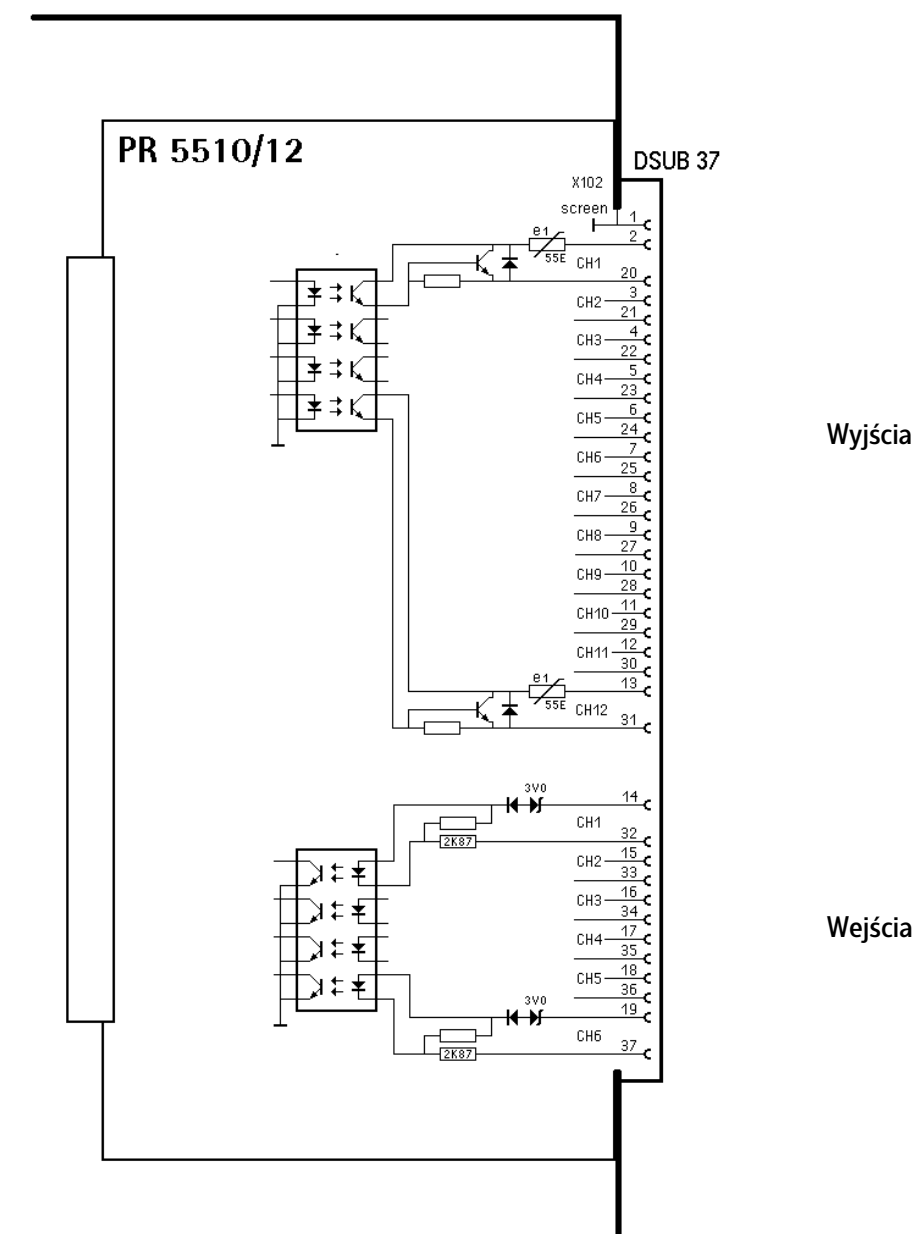 PR 5510/12
DSUB 37
X102
screen
1
2
e1
55E
CH1
20
CH2
3
21
CH3
4
22
CH4
5
23
CH5
6
24
CH6
7
25
CH7
8
26
CH8
9
27
CH9
10
28
CH10
11
29
CH11
12
30
e1
13
55E
CH12
31
Wyjścia
3V0
14
CH1
2K87
32
CH2
15
33
CH3
16
34
CH4
17
35
CH5
18
36
3V0
19
CH6
2K87
37
Wejścia